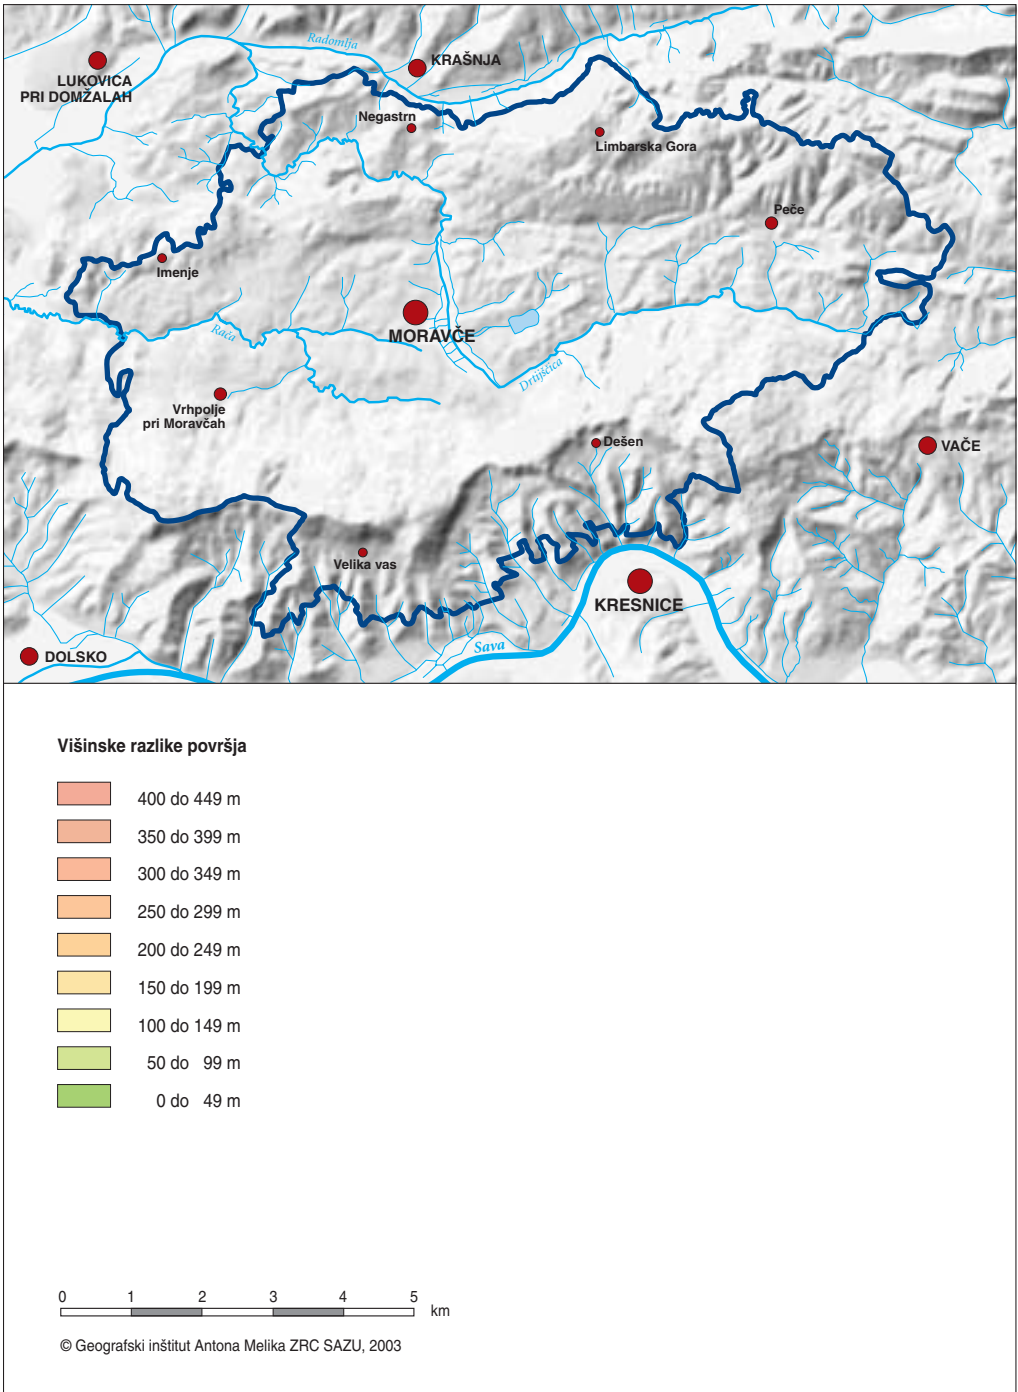 Radomlja
KRAŠNJA
LUKOVICA
PRI DOMŽALAH
Negastrn
Limbarska Gora
Peče
Imenje
MORAVČE
Rača
Drtijščica
Vrhpolje
pri Moravčah
Dešen
VAČE
Velika vas
KRESNICE
Sava
DOLSKO
Višinske razlike površja
400 do 449 m
350 do 399 m
300 do 349 m
250 do 299 m
200 do 249 m
150 do 199 m
100 do 149 m
50 do 99 m
0 do 49 m
0 1 2 3 4 5
km
© Geografski inštitut Antona Melika ZRC SAZU, 2003